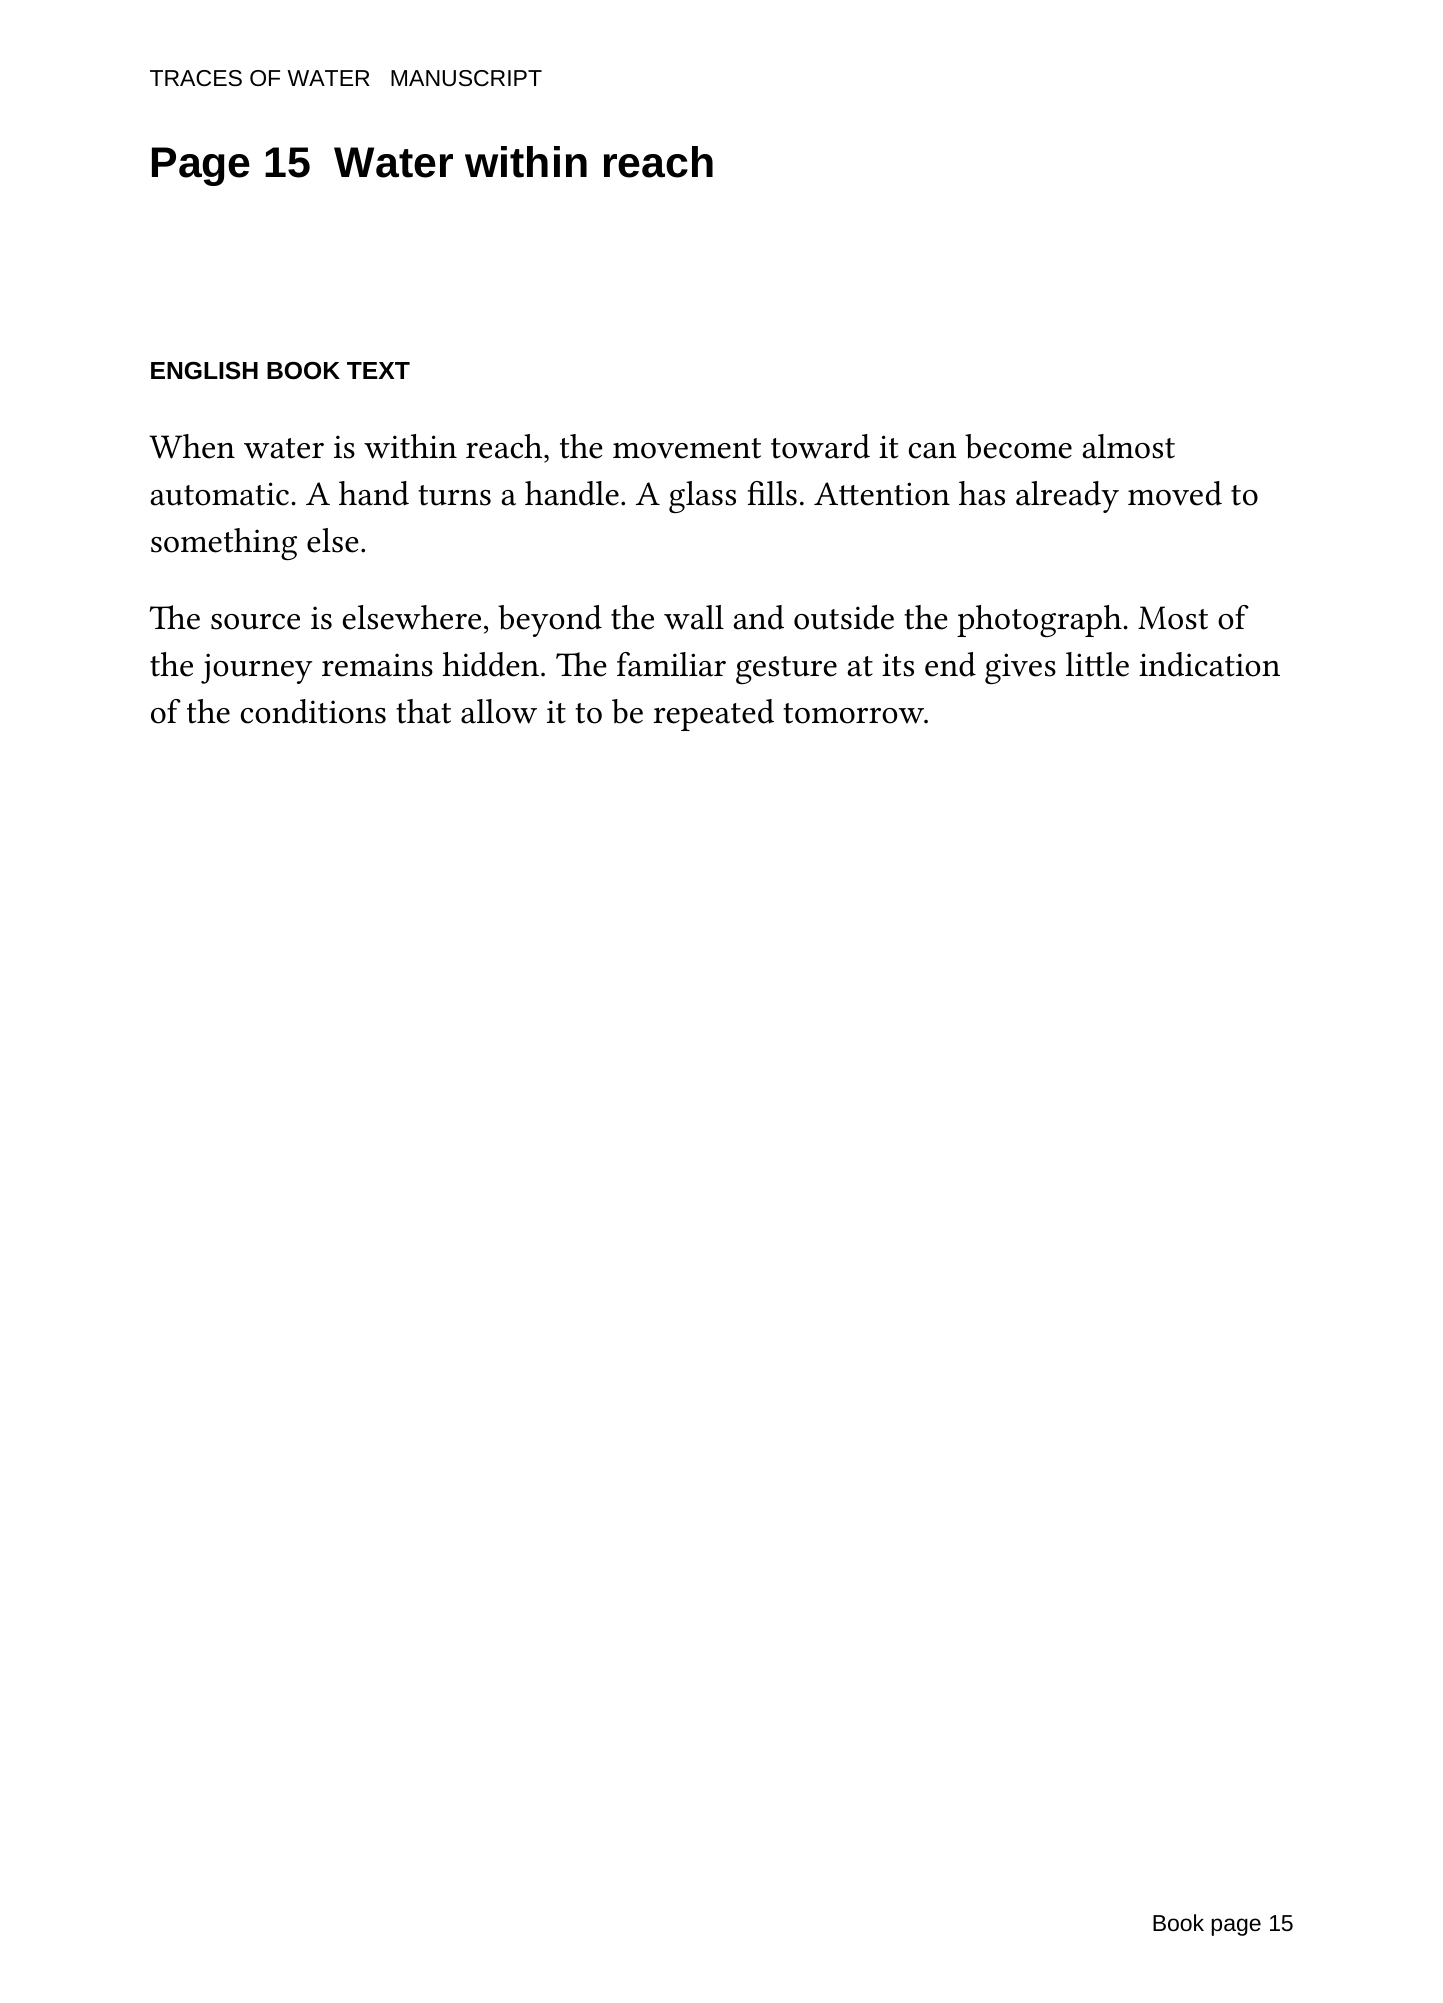 TRACES OF WATER MANUSCRIPT
Page 15 Water within reach
ENGLISH BOOK TEXT
When water is within reach, the movement toward it can become almost
automatic. A hand turns a handle. A glass fills. Attention has already moved to
something else.
The source is elsewhere, beyond the wall and outside the photograph. Most of
the journey remains hidden. The familiar gesture at its end gives little indication
of the conditions that allow it to be repeated tomorrow.
Book page 15